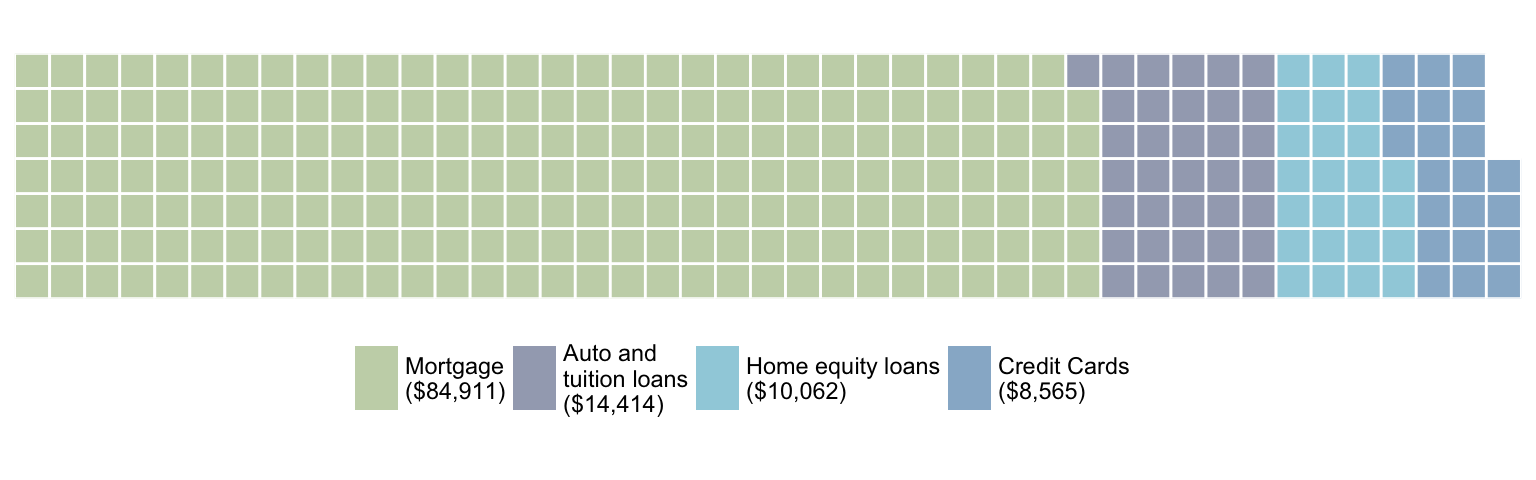 Mortgage
($84,911)
Auto and
tuition loans
($14,414)
Home equity loans
($10,062)
Credit Cards
($8,565)